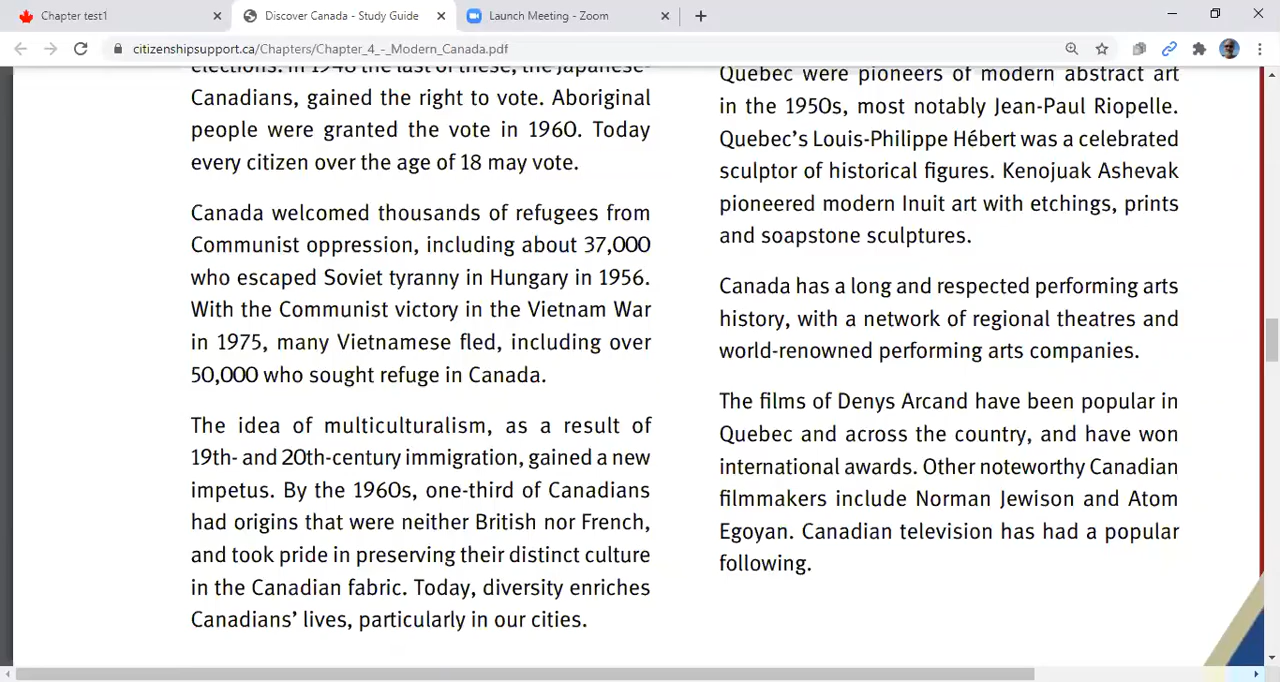 Chapter test1
Discover Canada - Study Guide
Launch Meeting - Zoom
citizenshipsupport.ca/Chapters/Chapter_4_-_Modern_Canada.pdf
elections. In 1948 the last of these, the Japanese-
Canadians, gained the right to vote. Aboriginal
people were granted the vote in 1960. Today
every citizen over the age of 18 may vote.
Canada welcomed thousands of refugees from
Communist oppression, including about 37,000
who escaped Soviet tyranny in Hungary in 1956.
With the Communist victory in the Vietnam War
in 1975, many Vietnamese fled, including over
50,000 who sought refuge in Canada.
The idea of multiculturalism, as a result of
19th- and 20th-century immigration, gained a new
impetus. By the 1960s, one-third of Canadians
had origins that were neither British nor French,
and took pride in preserving their distinct culture
in the Canadian fabric. Today, diversity enriches
Canadians’ lives, particularly in our cities.
Quebec were pioneers of modern abstract art
in the 1950s, most notably Jean-Paul Riopelle.
Quebec’s Louis-Philippe Hébert was a celebrated
sculptor of historical figures. Kenojuak Ashevak
pioneered modern Inuit art with etchings, prints
and soapstone sculptures.
Canada has a long and respected performing arts
history, with a network of regional theatres and
world-renowned performing arts companies.
The films of Denys Arcand have been popular in
Quebec and across the country, and have won
international awards. Other noteworthy Canadian
filmmakers include Norman Jewison and Atom
Egoyan. Canadian television has had a popular
following.